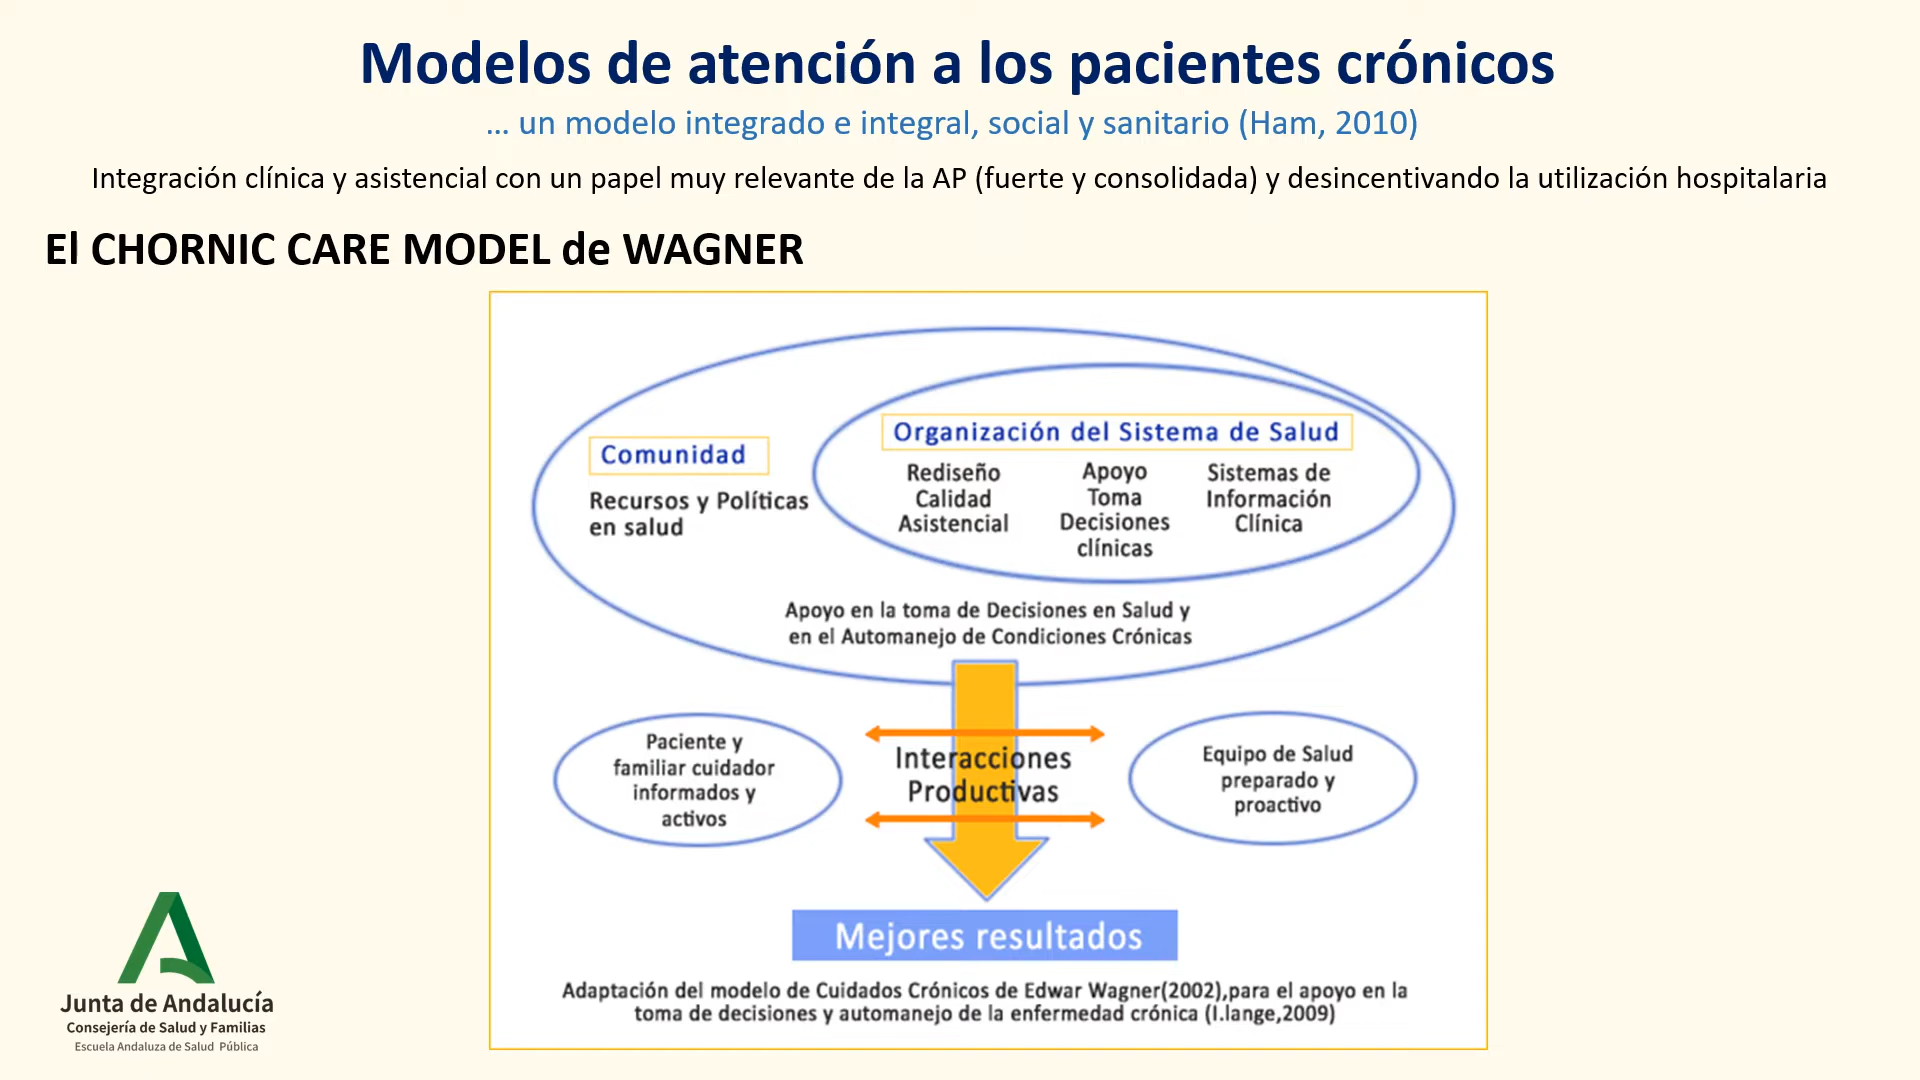 Modelos de atención a los pacientes crónicos
... un modelo integrado e integral, social y sanitario (Ham, 2010)
Integración clínica y asistencial con un papel muy relevante de la AP (fuerte y consolidada) y desincentivando la utilización hospitalaria
El CHORNIC CARE MODEL de WAGNER
Comunidad
Recursos y Políticas
en salud
Organización del Sistema de Salud
Rediseño
Calidad
Asistencial
Apoyo
Toma
Decisiones
clínicas
Sistemas de
Información
Clínica
Apoyo en la toma de Decisiones en Salud y
en el Automanejo de Condiciones Crónicas
Paciente y
familiar cuidador
informados y
activos
Interacciones
Productivas
Equipo de Salud
preparado y
proactivo
Mejores resultados
Adaptación del modelo de Cuidados Crónicos de Edwar Wagner(2002),para el apoyo en la
toma de decisiones y automanejo de la enfermedad crónica (I.lange,2009)
Junta de Andalucía
Consejería de Salud y Familias
Escuela Andaluza de Salud Pública